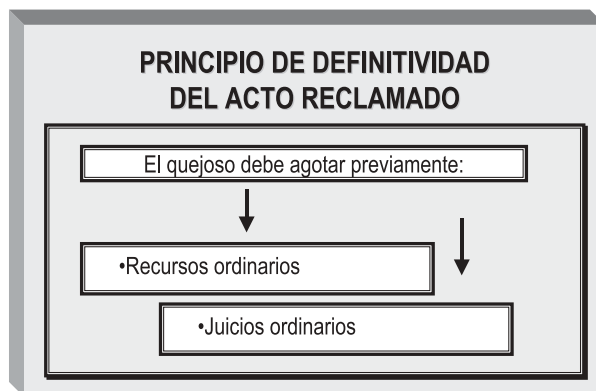 PRINCIPIO DE DEFINITIVIDAD
DEL ACTO RECLAMADO
El quejoso debe agotar previamente:
•Recursos ordinarios
•Juicios ordinarios